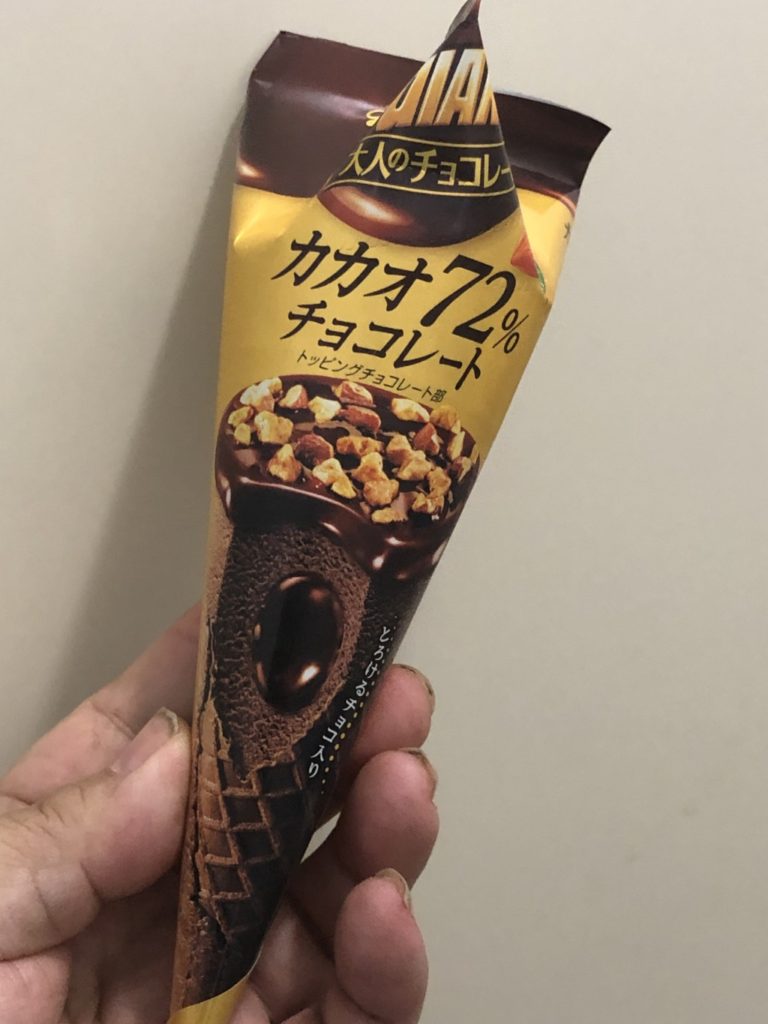 大人のチョコレー
カカオ72%
チョコレート
トッピングチョコレート部
とろけるチョコ入り